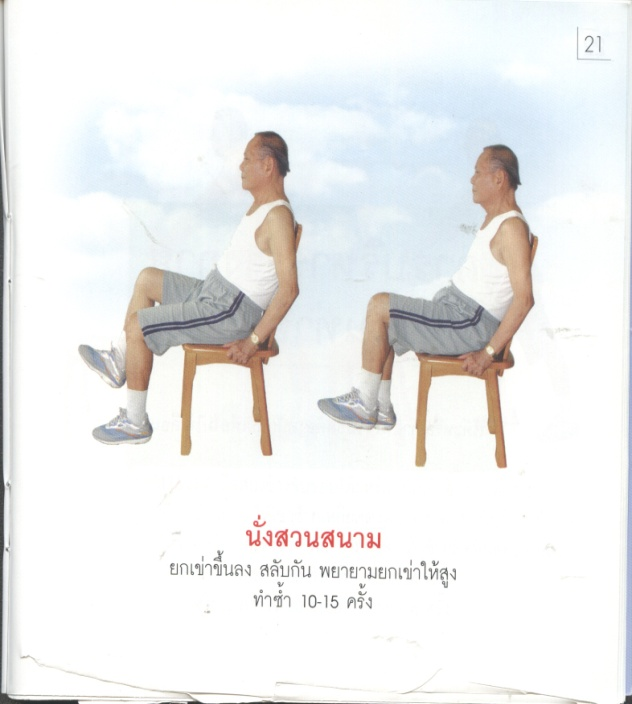 21
นั่งสวนสนาม
ยกเข่าขึ้นลง สลับกัน พยายามยกเข่าให้สูง
ทำซ้ำ 10-15 ครั้ง